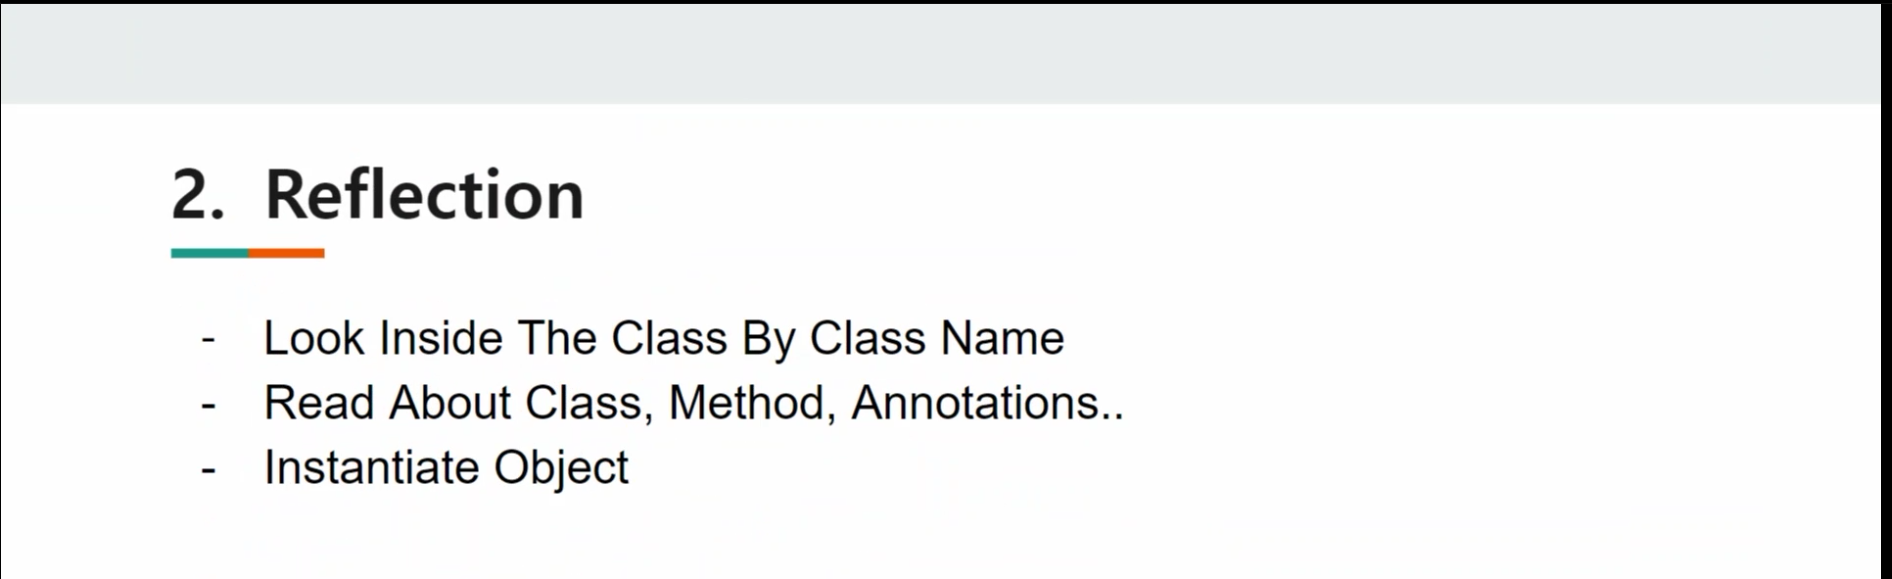 2. Reflection
- Look Inside The Class By Class Name
- Read About Class, Method, Annotations..
- Instantiate Object